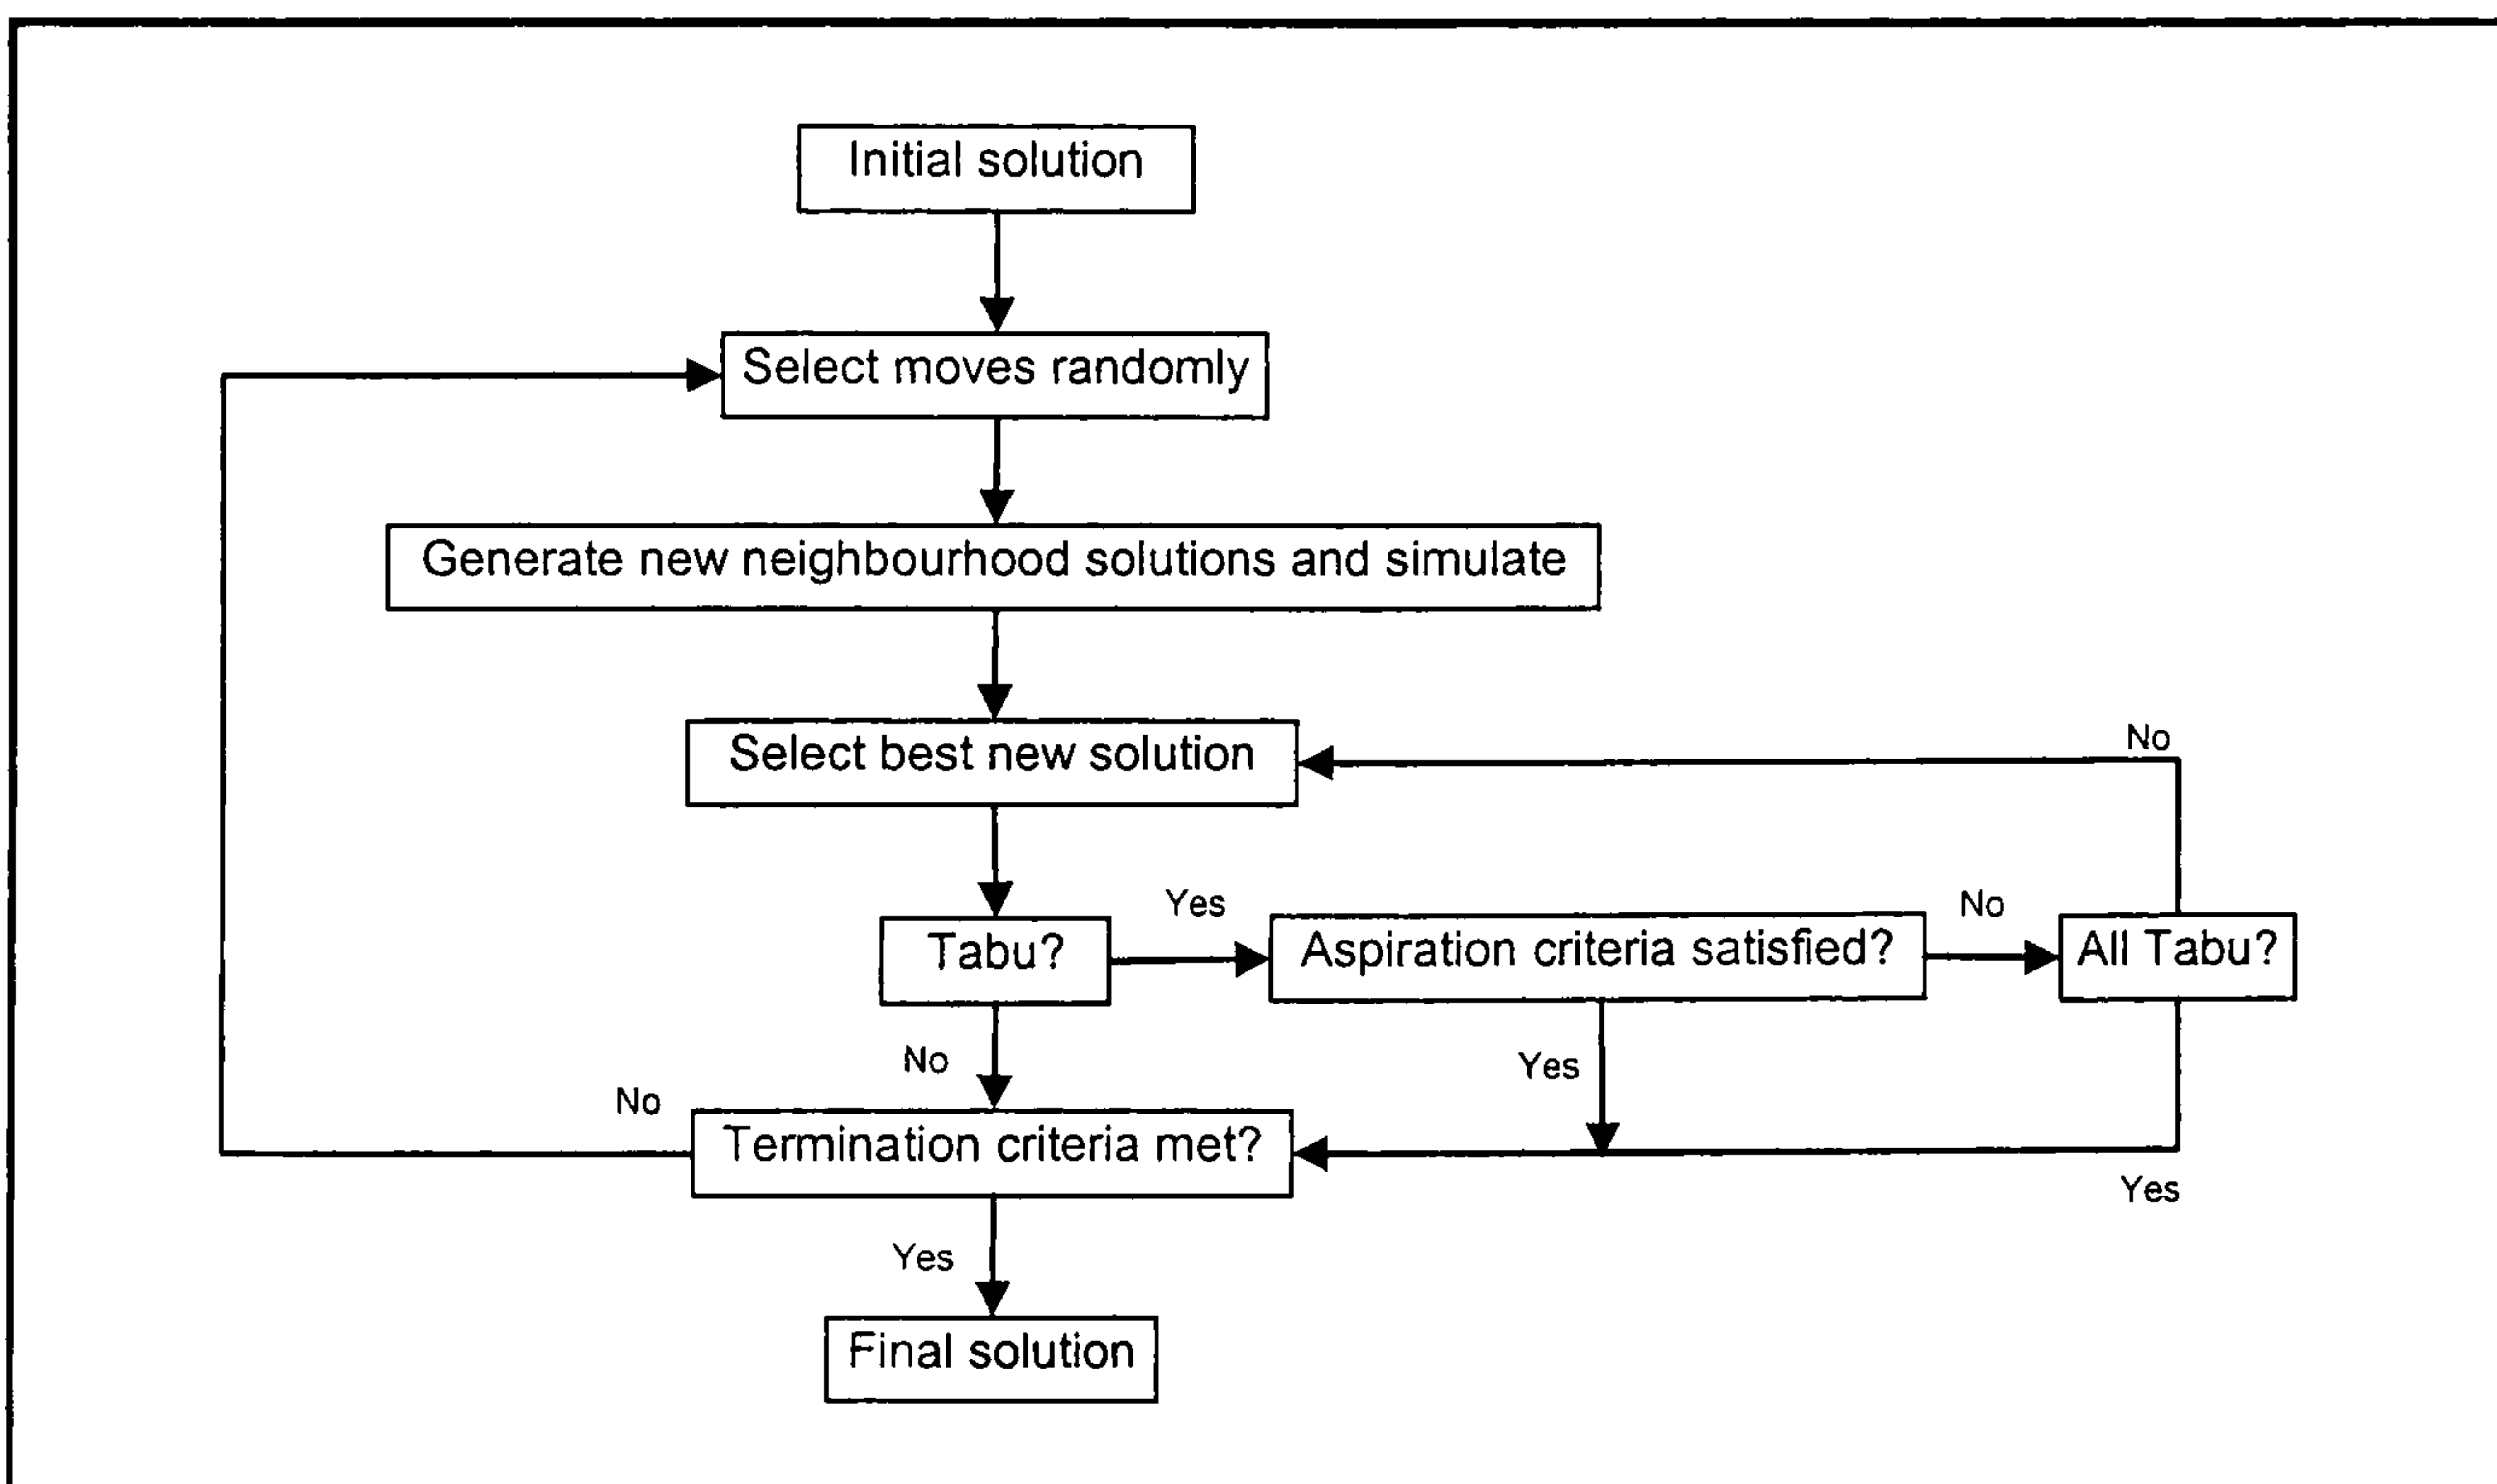 Initial solution
Select moves randomly
Generate new neighbourhood solutions and simulate
Select best new solution
No
Tabu?
Yes
Aspiration criteria satisfied?
No
All Tabu?
No
Yes
No
Termination criteria met?
Yes
Yes
Final solution